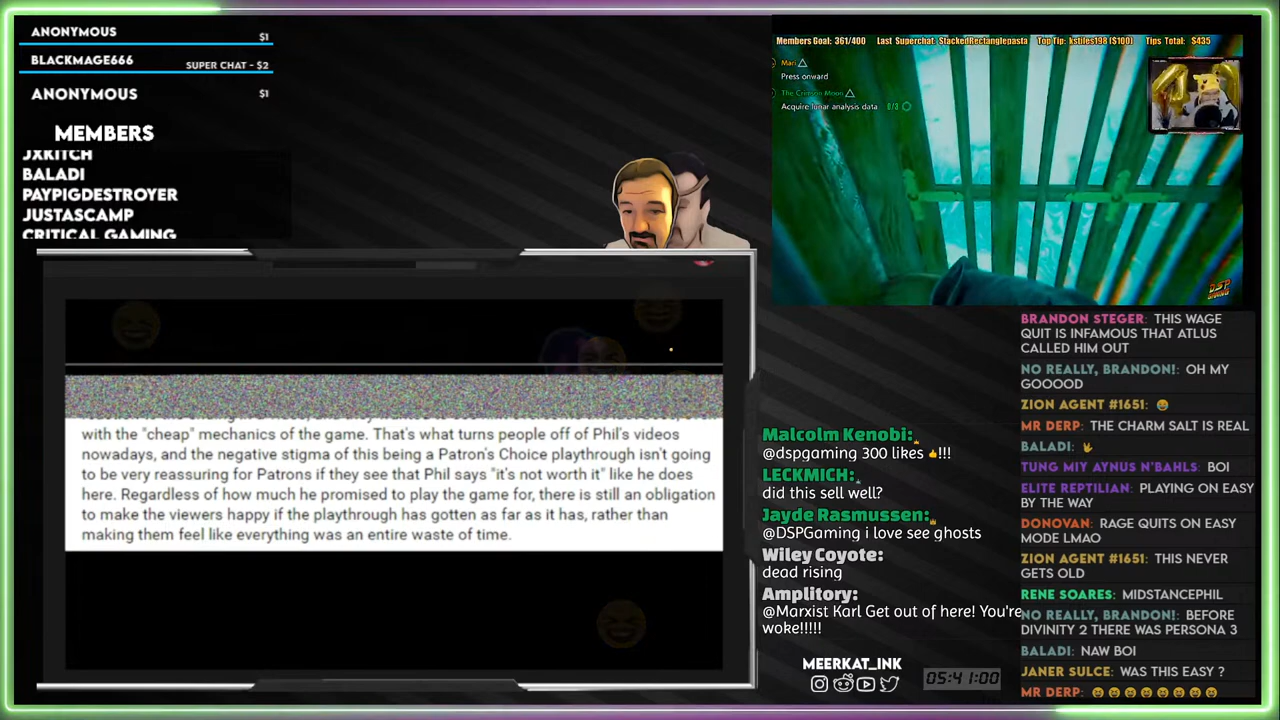 ANONYMOUS $1
BLACKMAGE666 SUPER CHAT - $2
ANONYMOUS $1
MEMBERS
JXKITCH
BALADI
PAYPIGDESTROYER
JUSTASCAMP
CRITICAL GAMING
Members Goal: 361/400 Last Superchat: StackedRectanglepasta Top Tip: kstiles198 ($100) Tips Total: $435
Mari
Press onward
The Crimson Moon
Acquire lunar analysis data 0/3
DSP
GAMING
with the "cheap" mechanics of the game. That's what turns people off of Phil's videos
nowadays, and the negative stigma of this being a Patron's Choice playthrough isn't going
to be very reassuring for Patrons if they see that Phil says "it's not worth it" like he does
here. Regardless of how much he promised to play the game for, there is still an obligation
to make the viewers happy if the playthrough has gotten as far as it has, rather than
making them feel like everything was an entire waste of time.
Malcolm Kenobi:
@dspgaming 300 likes 👍!!!
LECKMICH:
did this sell well?
Jayde Rasmussen:
@DSPGaming i love see ghosts
Wiley Coyote:
dead rising
Amplitory:
@Marxist Karl Get out of here! You're
woke!!!!!
MEERKAT_INK
05:41:00
BRANDON STEGER: THIS WAGE
QUIT IS INFAMOUS THAT ATLUS
CALLED HIM OUT
NO REALLY, BRANDON!: OH MY
GOOOOD
ZION AGENT #1651:
MR DERP: THE CHARM SALT IS REAL
BALADI:
TUNG MIY AYNUS N'BAHLS: BOI
ELITE REPTILIAN: PLAYING ON EASY
BY THE WAY
DONOVAN: RAGE QUITS ON EASY
MODE LMAO
ZION AGENT #1651: THIS NEVER
GETS OLD
RENE SOARES: MIDSTANCEPHIL
NO REALLY, BRANDON!: BEFORE
DIVINITY 2 THERE WAS PERSONA 3
BALADI: NAW BOI
JANER SULCE: WAS THIS EASY ?
MR DERP: